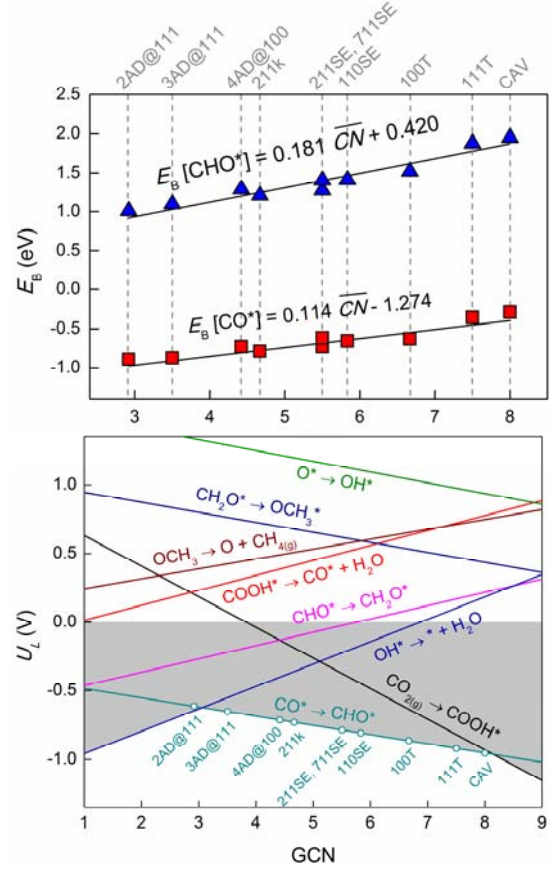 2AD@111
3AD@111
4AD@100
211k
211SE, 711SE
110SE
100T
111T
CAV
2.5
2.0
1.5
1.0
0.5
0.0
-0.5
-1.0
E_B (eV)
E_B [CHO*] = 0.181 C̅N̅ + 0.420
E_B [CO*] = 0.114 C̅N̅ - 1.274
3 4 5 6 7 8
1.0
0.5
0.0
-0.5
-1.0
U_L (V)
O* → OH*
CH₂O* → OCH₃*
OCH₃ → O + CH₄₍g₎
COOH* → CO* + H₂O
CHO* → CH₂O*
OH* → * + H₂O
CO₂₍g₎ → COOH*
CO* → CHO*
2AD@111
3AD@111
4AD@100
211k
211SE, 711SE
110SE
100T
111T
CAV
1 2 3 4 5 6 7 8 9
GCN